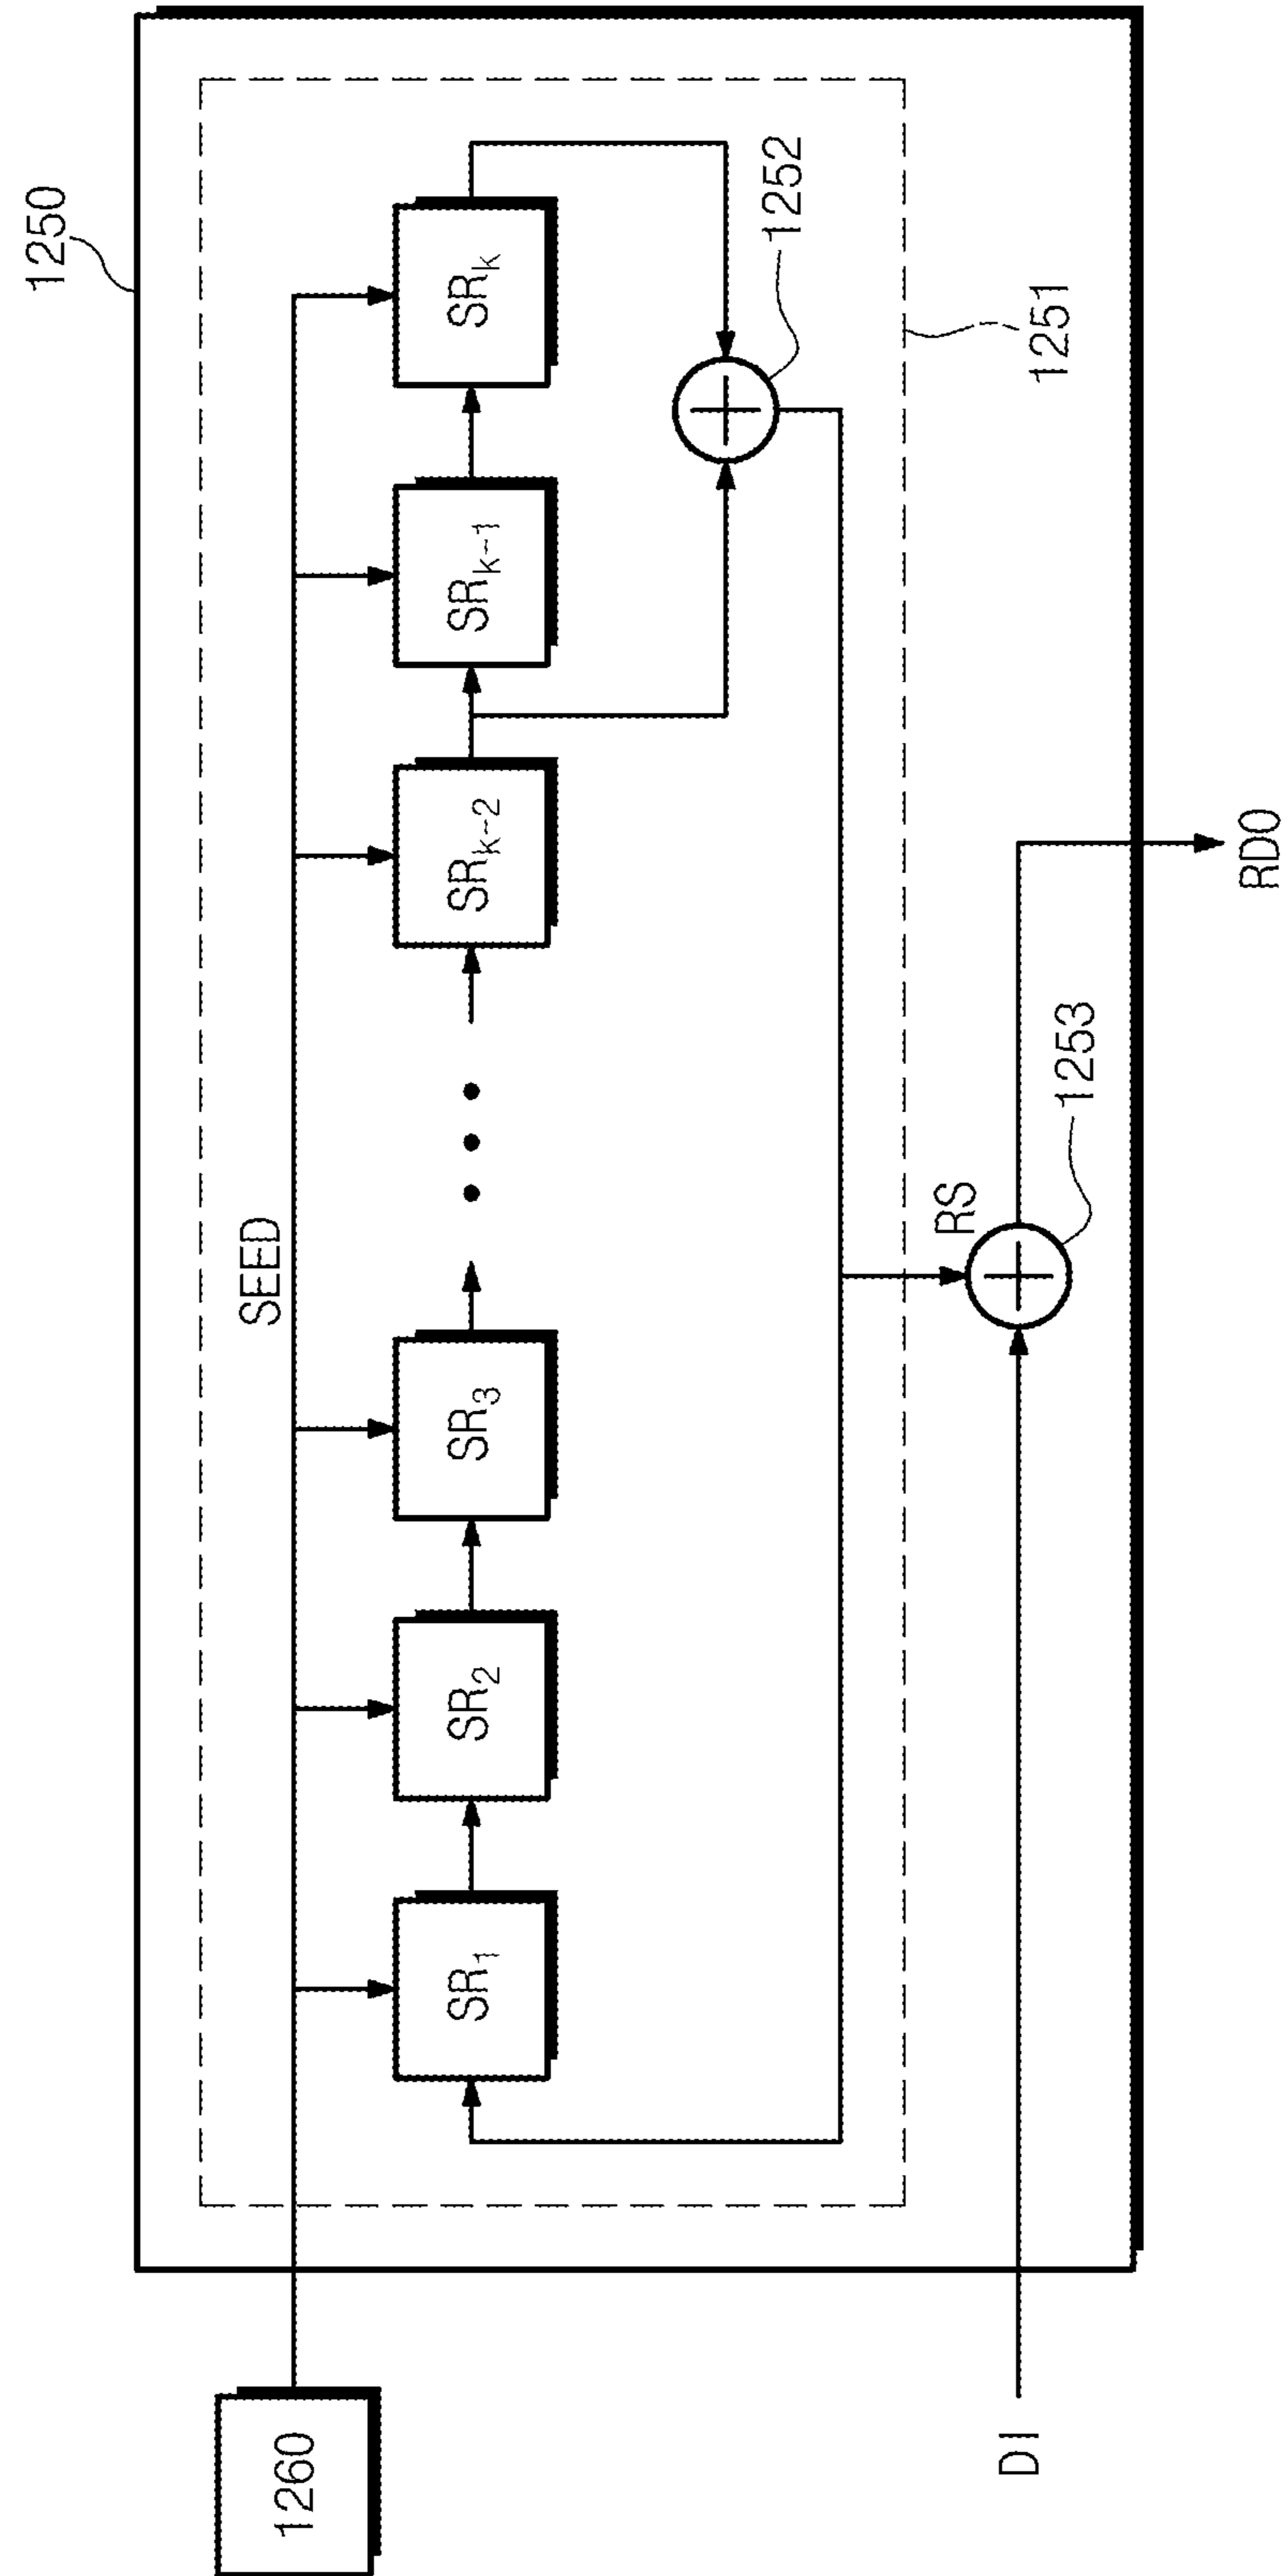 1250
1260
SEED
SR₁
SR₂
SR₃
SRₖ₋₂
SRₖ₋₁
SRₖ
1252
1251
RS
DI
1253
RDO